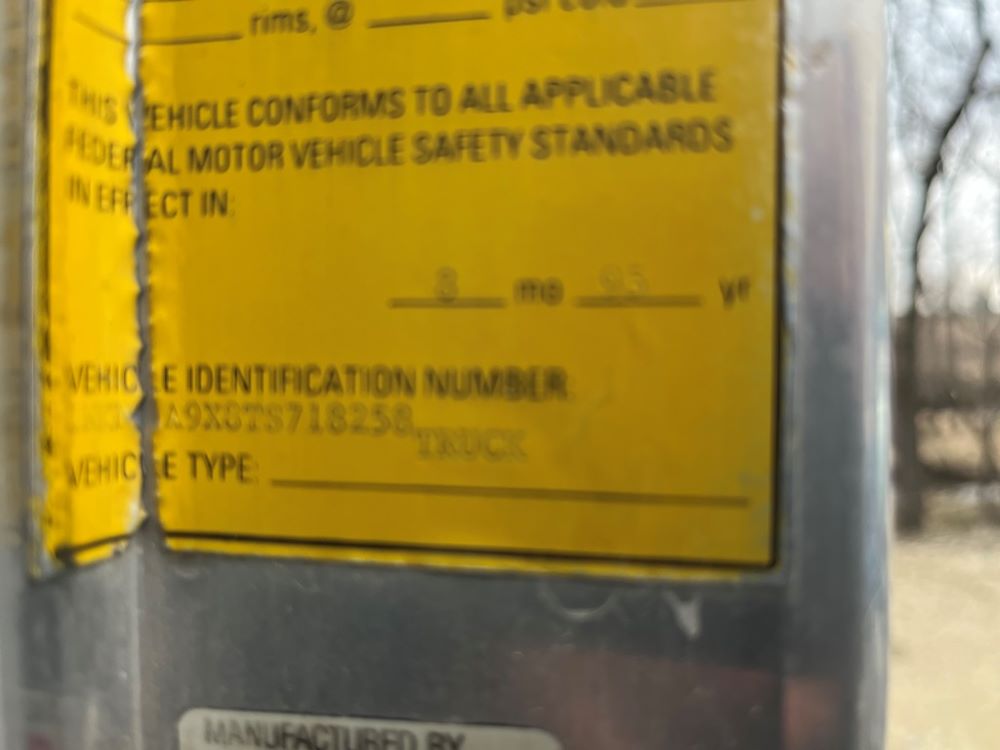 rims, @
THIS VEHICLE CONFORMS TO ALL APPLICABLE
FEDERAL MOTOR VEHICLE SAFETY STANDARDS
IN EFFECT IN:
8 mo 95 yr
VEHICLE IDENTIFICATION NUMBER:
TRUCK
VEHICLE TYPE:
MANUFACTURED BY